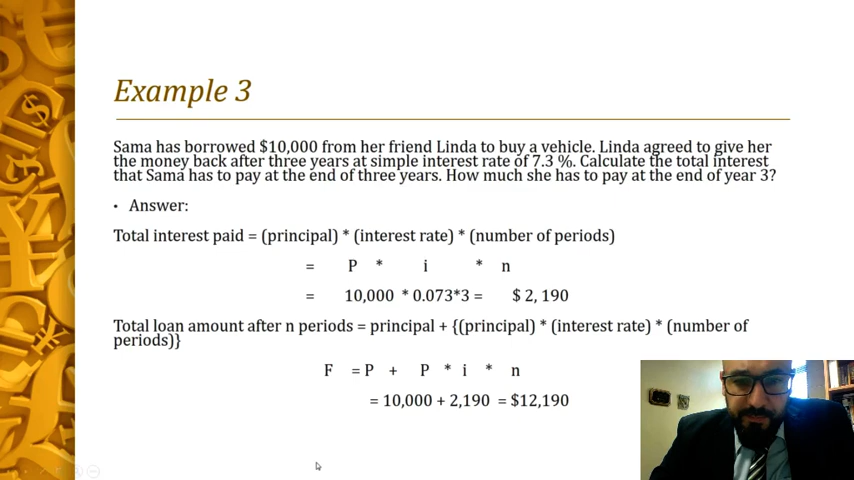 Example 3
Sama has borrowed $10,000 from her friend Linda to buy a vehicle. Linda agreed to give her
the money back after three years at simple interest rate of 7.3 %. Calculate the total interest
that Sama has to pay at the end of three years. How much she has to pay at the end of year 3?
• Answer:
Total interest paid = (principal) * (interest rate) * (number of periods)
= P * i * n
= 10,000 * 0.073*3 = $ 2, 190
Total loan amount after n periods = principal + {(principal) * (interest rate) * (number of
periods)}
F = P + P * i * n
= 10,000 + 2,190 = $12,190